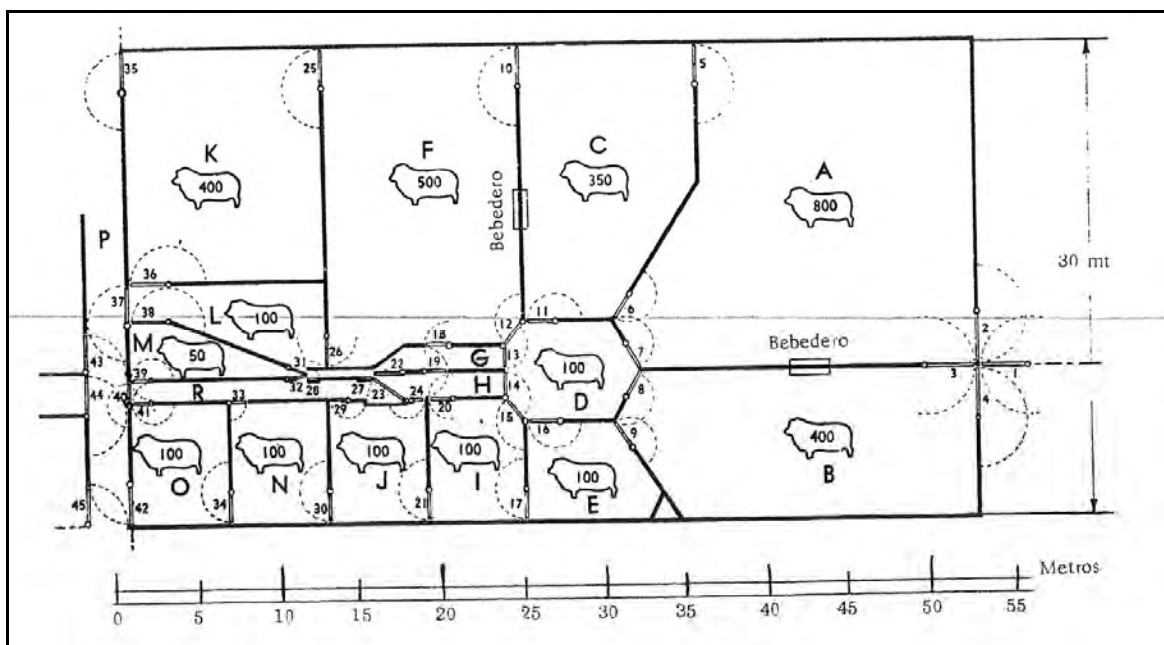 35 25 10 5
K F C A
400 500 350 800
Bebedero
P
30 mt
36
37 38 L 100
12 11 6
M 50
18 7 2
Bebedero
43 31 26 22 19 G 13 100 3 1
39 R 32 28 27 23 24 H 14 D 8 4
44 40 41 33 29 20 15 16 9
100 100 100 100 100 400
O N J I E B
45 42 34 30 21 17
Metros
0 5 10 15 20 25 30 35 40 45 50 55